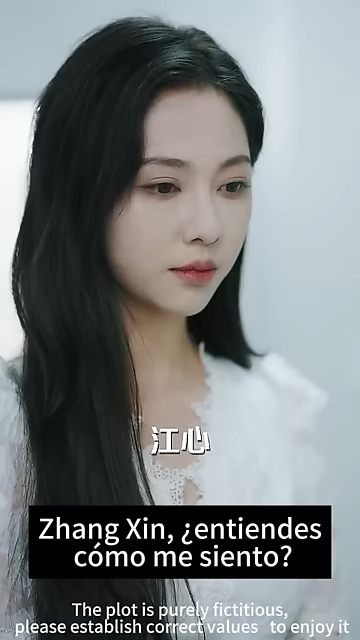 江心
Zhang Xin, ¿entiendes
cómo me siento?
The plot is purely fictitious,
please establish correct values to enjoy it